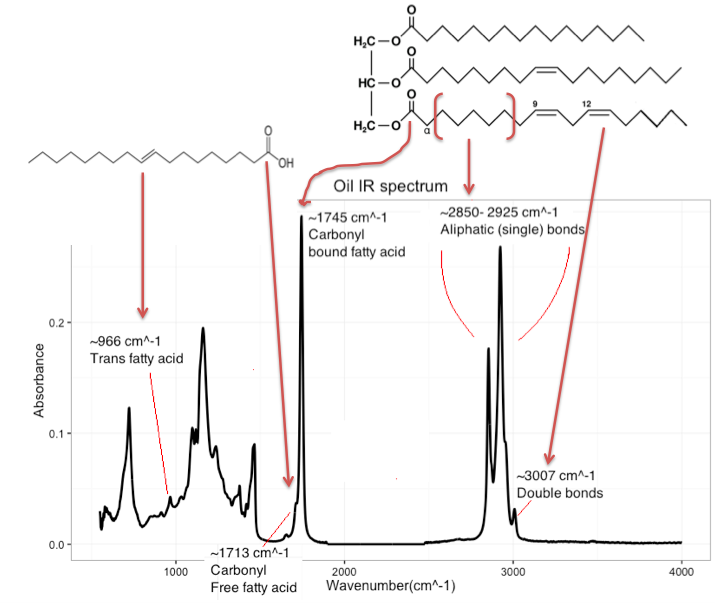 O
H₂C
O
O
HC
O
O
9
12
H₂C
O
α
O
OH
Oil IR spectrum
~1745 cm^-1
Carbonyl
bound fatty acid
~2850- 2925 cm^-1
Aliphatic (single) bonds
~966 cm^-1
Trans fatty acid
0.2
Absorbance
0.1
~3007 cm^-1
Double bonds
0.0
~1713 cm^-1
Carbonyl
Free fatty acid
1000
2000
3000
4000
Wavenumber(cm^-1)